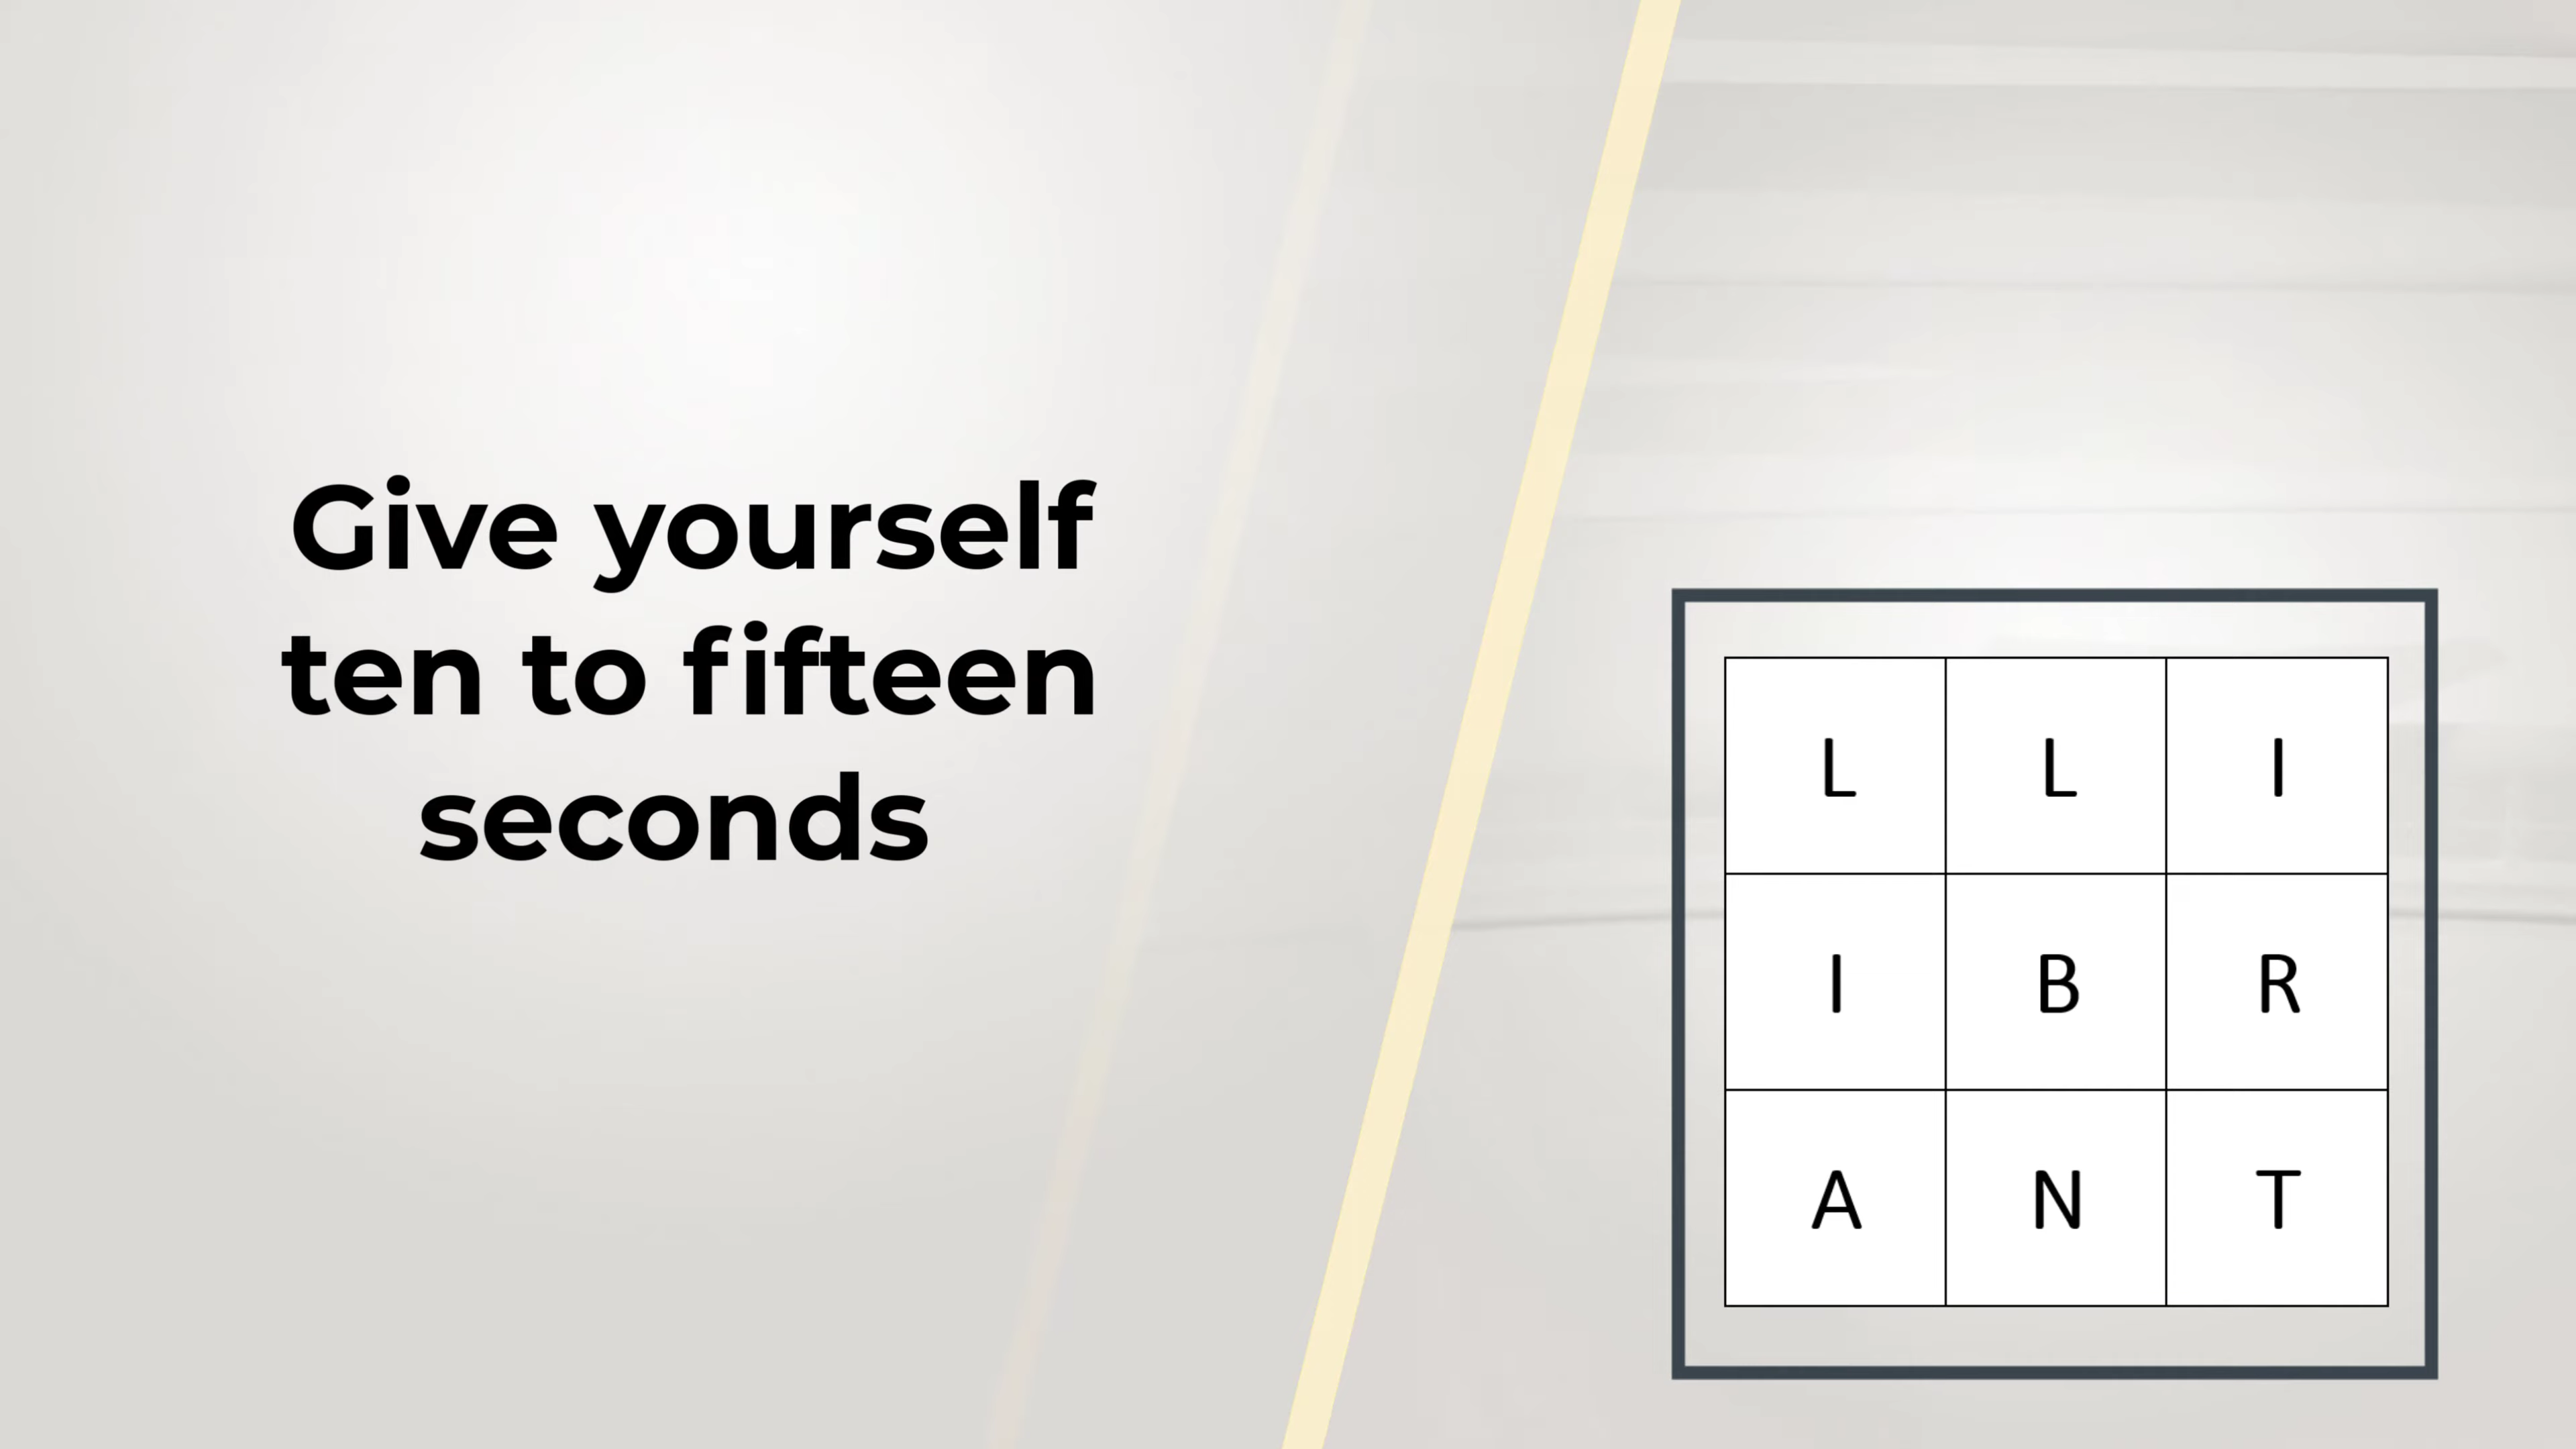 Give yourself
ten to fifteen
seconds
L L I
I B R
A N T